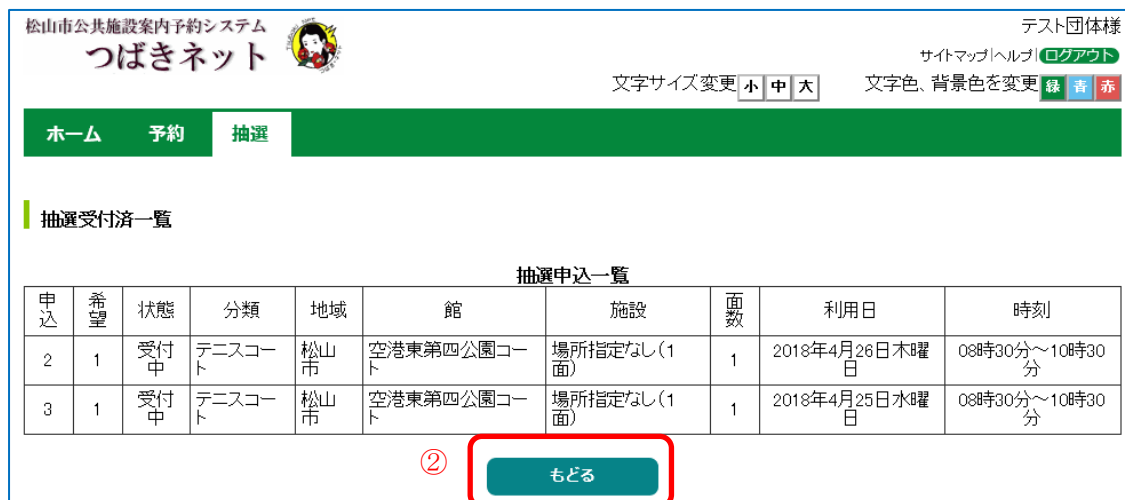 松山市公共施設案内予約システム
つばきネット
テスト団体様
サイトマップ|ヘルプ|ログアウト
文字サイズ変更 小 中 大 文字色、背景色を変更 緑 青 赤
ホーム 予約 抽選
抽選受付済一覧
抽選申込一覧
申込 希望 状態 分類 地域 館 施設 面数 利用日 時刻
2 1 受付中 テニスコート 松山市 空港東第四公園コート 場所指定なし(1面) 1 2018年4月26日木曜日 08時30分～10時30分
3 1 受付中 テニスコート 松山市 空港東第四公園コート 場所指定なし(1面) 1 2018年4月25日水曜日 08時30分～10時30分
② もどる